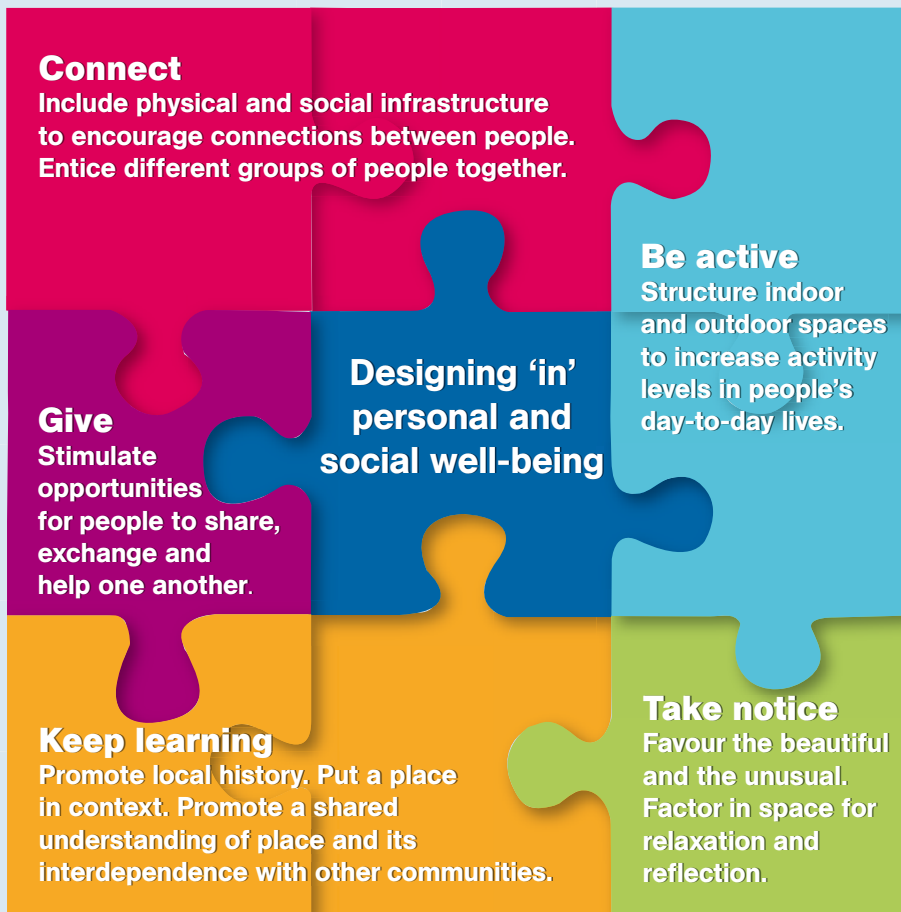 Connect
Include physical and social infrastructure
to encourage connections between people.
Entice different groups of people together.
Be active
Structure indoor
and outdoor spaces
to increase activity
levels in people’s
day-to-day lives.
Designing ‘in’
personal and
social well-being
Give
Stimulate
opportunities
for people to share,
exchange and
help one another.
Keep learning
Promote local history. Put a place
in context. Promote a shared
understanding of place and its
interdependence with other communities.
Take notice
Favour the beautiful
and the unusual.
Factor in space for
relaxation and
reflection.